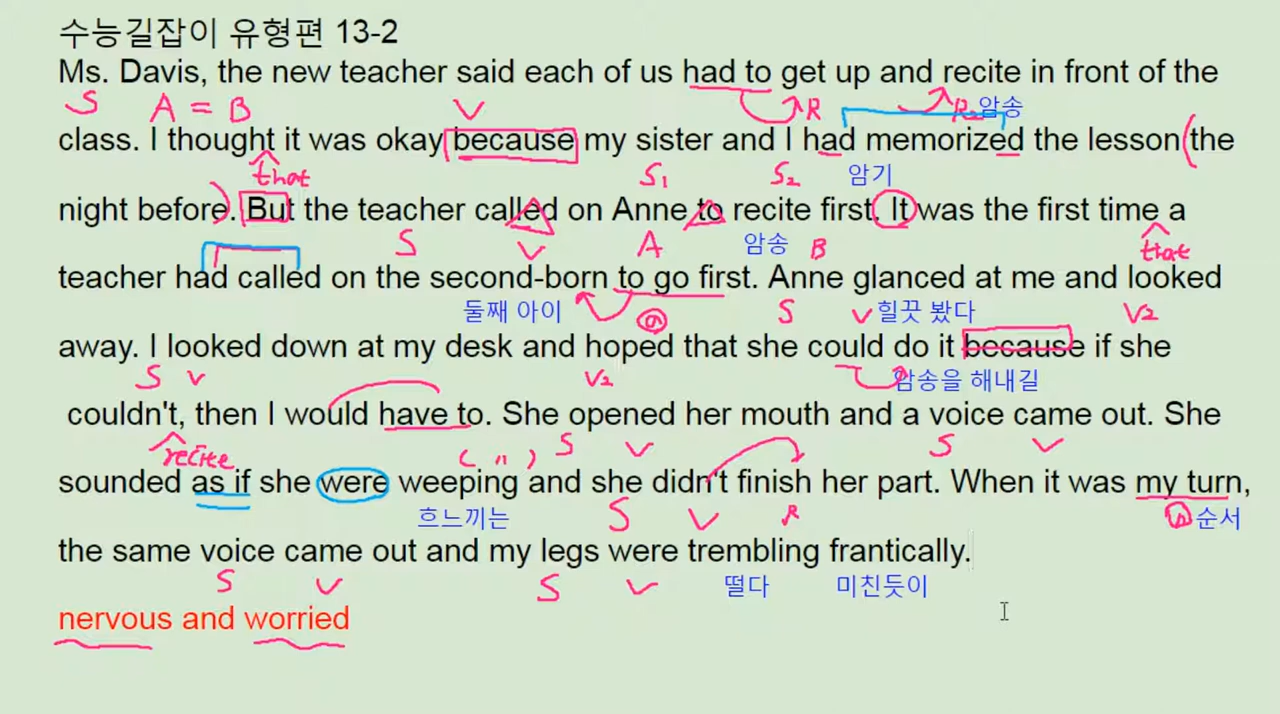 수능길잡이 유형편 13-2
Ms. Davis, the new teacher said each of us had to get up and recite in front of the
S A = B V R R₂ 암송
class. I thought it was okay because my sister and I had memorized the lesson (the
that S₁ S₂ 암기
night before). But the teacher called on Anne to recite first. It was the first time a
S V A 암송 B that
teacher had called on the second-born to go first. Anne glanced at me and looked
둘째 아이 S V 힐끗 봤다 V2
away. I looked down at my desk and hoped that she could do it because if she
S V V2 암송을 해내길
couldn't, then I would have to. She opened her mouth and a voice came out. She
recite ( " ) S V S V
sounded as if she were weeping and she didn't finish her part. When it was my turn,
흐느끼는 S V R n 순서
the same voice came out and my legs were trembling frantically.
S V S V 떨다 미친듯이
nervous and worried